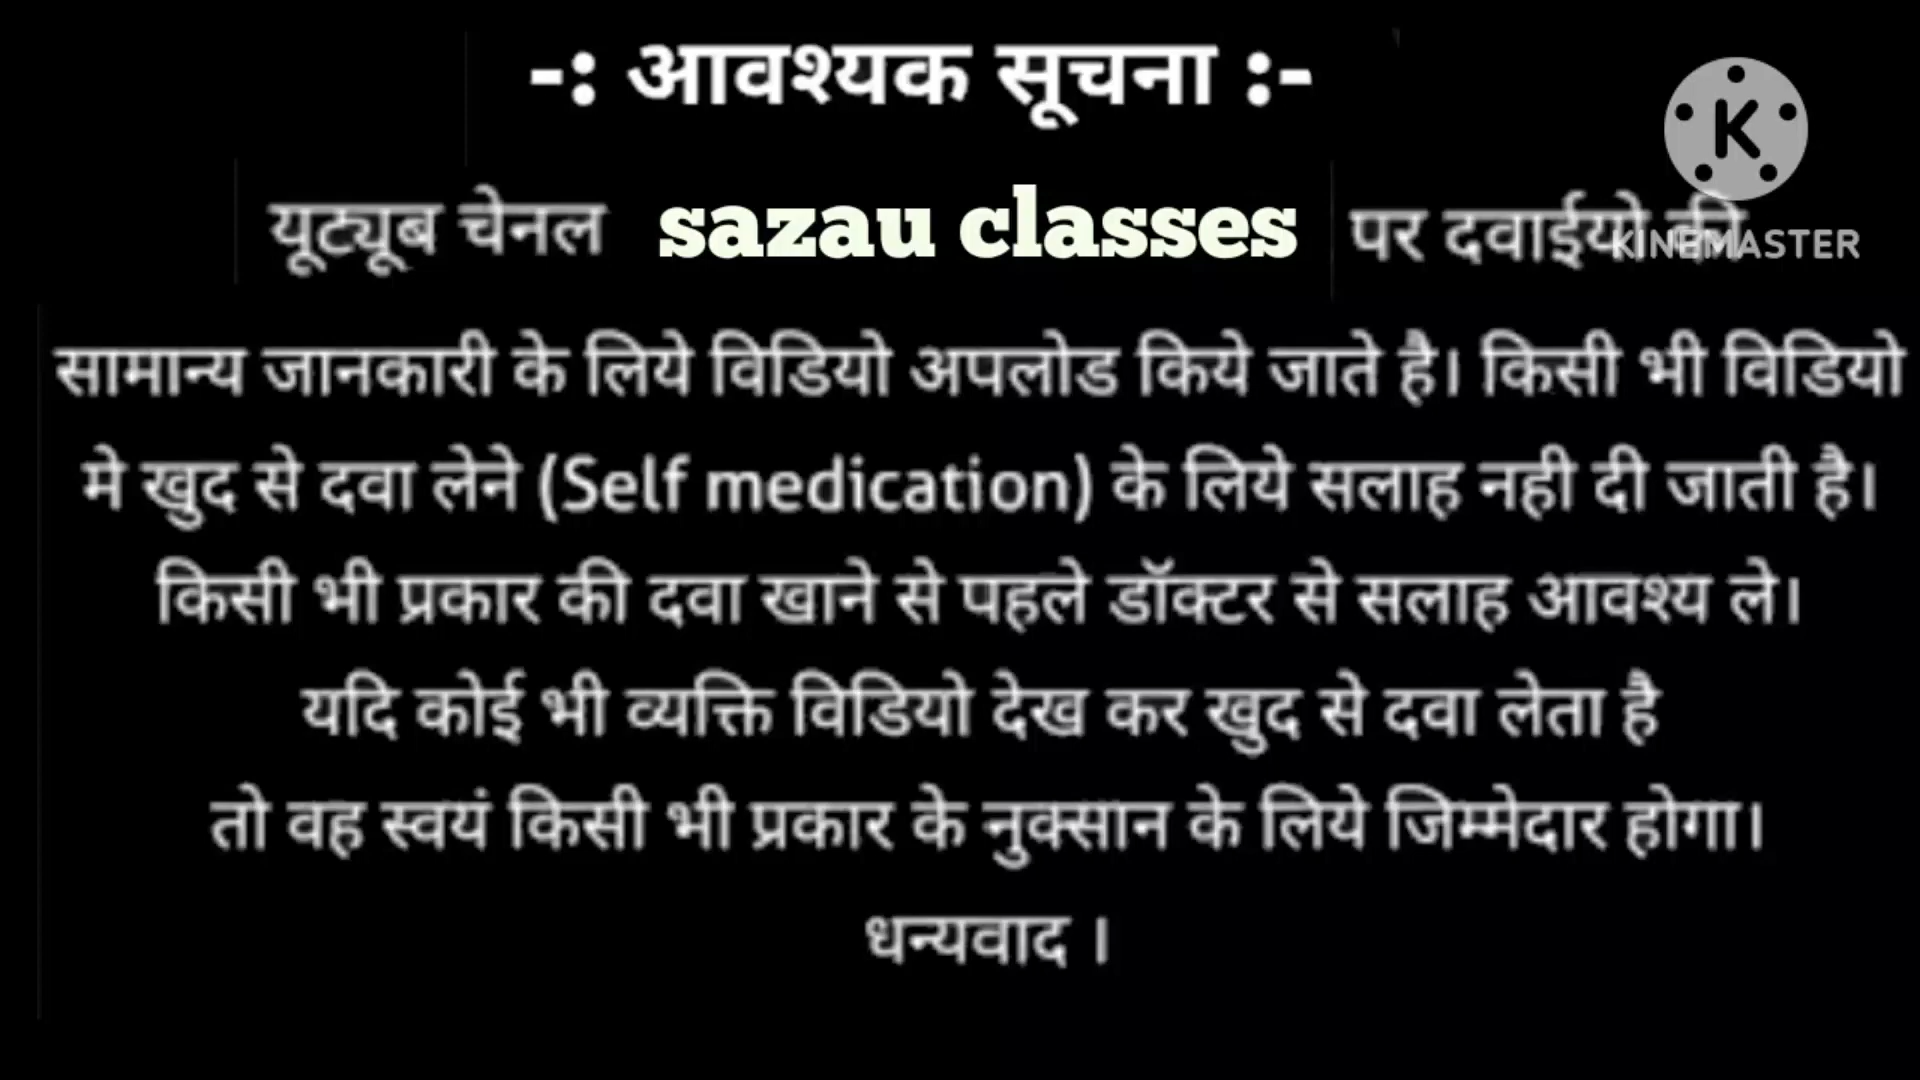 -: आवश्यक सूचना :-
K
यूट्यूब चेनल sazau classes पर दवाईयो की
KINEMASTER
सामान्य जानकारी के लिये विडियो अपलोड किये जाते है। किसी भी विडियो
मे खुद से दवा लेने (Self medication) के लिये सलाह नही दी जाती है।
किसी भी प्रकार की दवा खाने से पहले डॉक्टर से सलाह आवश्य ले।
यदि कोई भी व्यक्ति विडियो देख कर खुद से दवा लेता है
तो वह स्वयं किसी भी प्रकार के नुक्सान के लिये जिम्मेदार होगा।
धन्यवाद ।